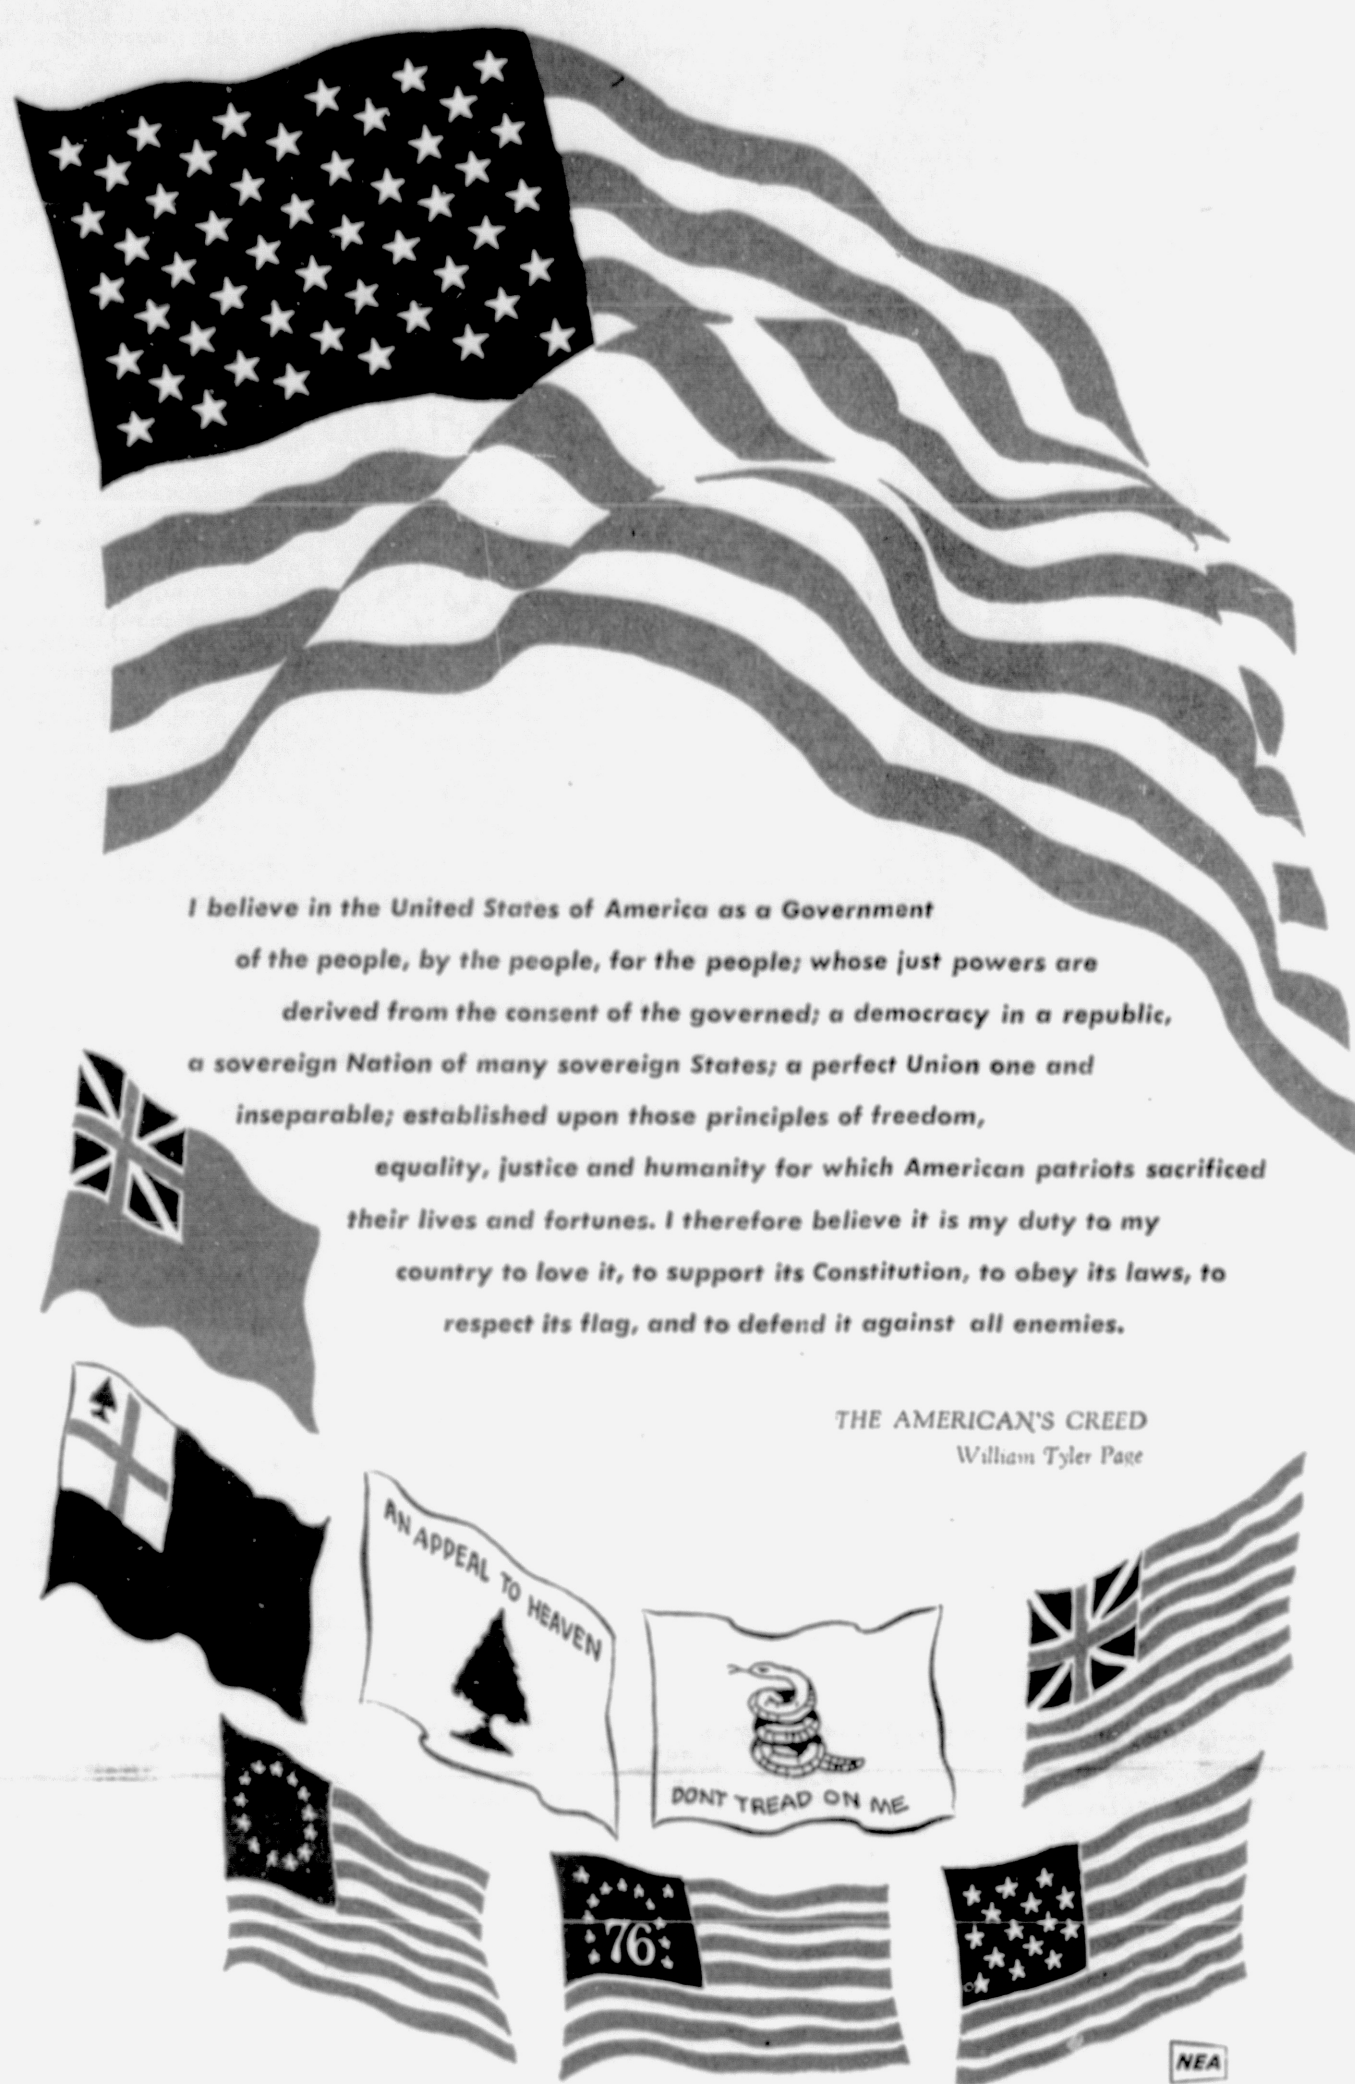 I believe in the United States of America as a Government
of the people, by the people, for the people; whose just powers are
derived from the consent of the governed; a democracy in a republic,
a sovereign Nation of many sovereign States; a perfect Union one and
inseparable; established upon those principles of freedom,
equality, justice and humanity for which American patriots sacrificed
their lives and fortunes. I therefore believe it is my duty to my
country to love it, to support its Constitution, to obey its laws, to
respect its flag, and to defend it against all enemies.
THE AMERICAN'S CREED
William Tyler Page
AN APPEAL TO HEAVEN
DONT TREAD ON ME
76
NEA